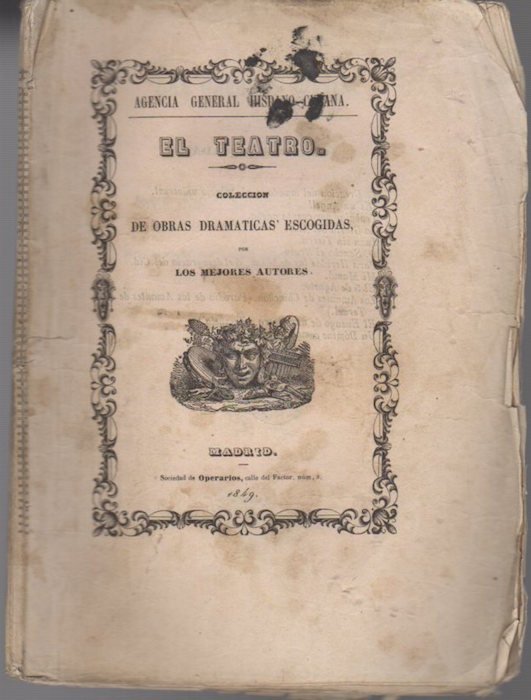 AGENCIA GENERAL HISPANO-CUBANA.
EL TEATRO.
COLECCION
DE OBRAS DRAMATICAS ESCOGIDAS,
POR
LOS MEJORES AUTORES.
MADRID.
Sociedad de Operarios, calle del Factor, núm.
1849.